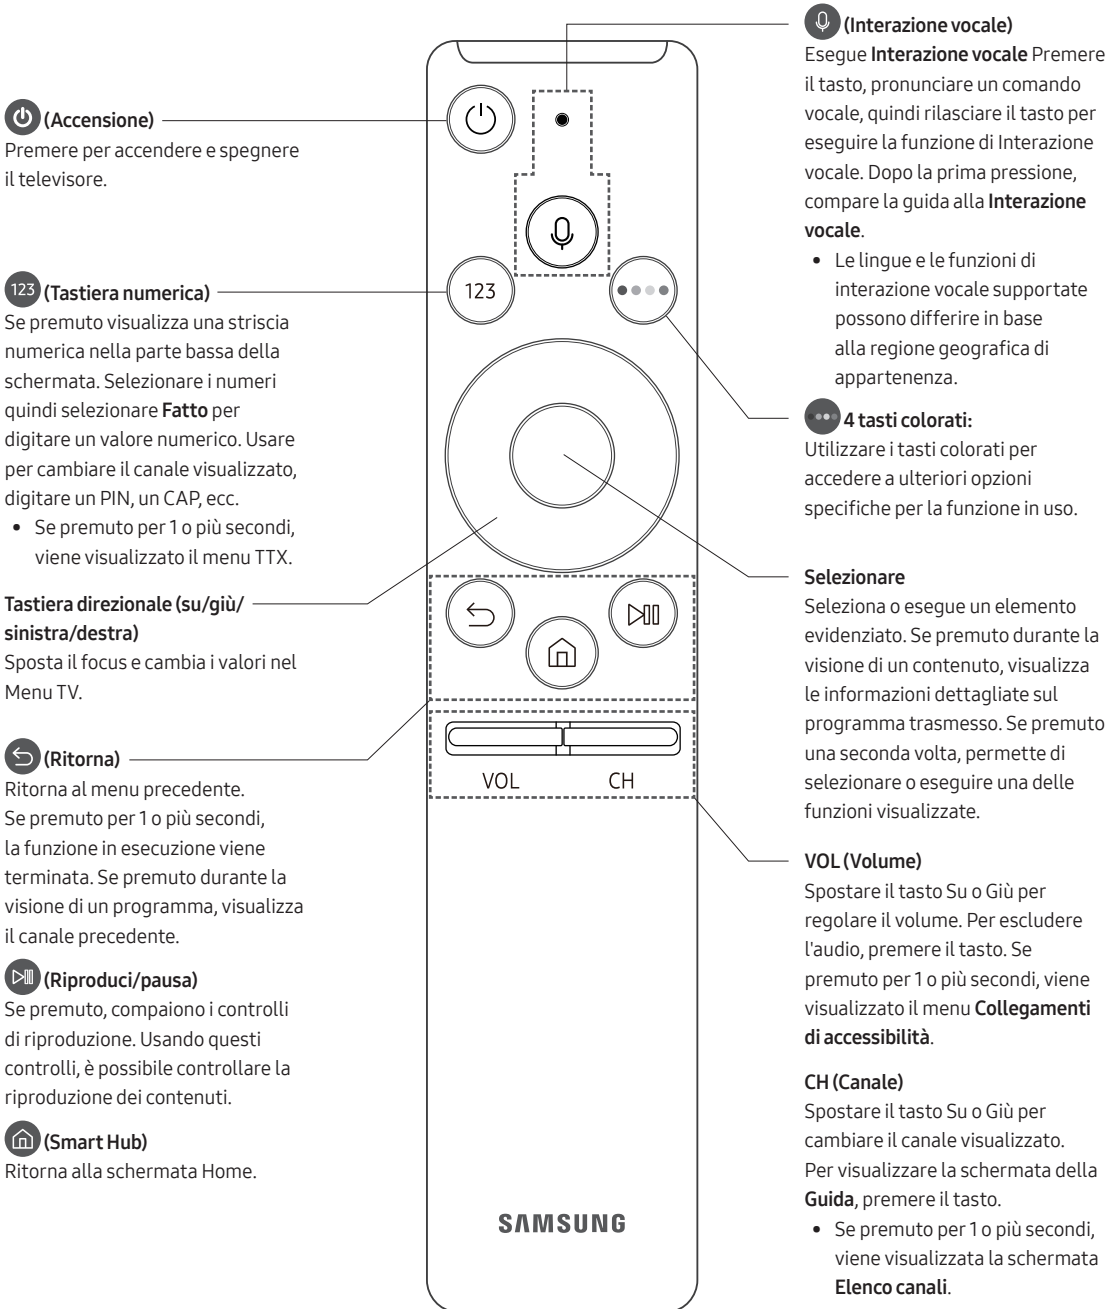 (Accensione)
Premere per accendere e spegnere
il televisore.
123 (Tastiera numerica)
Se premuto visualizza una striscia
numerica nella parte bassa della
schermata. Selezionare i numeri
quindi selezionare Fatto per
digitare un valore numerico. Usare
per cambiare il canale visualizzato,
digitare un PIN, un CAP, ecc.
• Se premuto per 1 o più secondi,
viene visualizzato il menu TTX.
Tastiera direzionale (su/giù/
sinistra/destra)
Sposta il focus e cambia i valori nel
Menu TV.
(Ritorna)
Ritorna al menu precedente.
Se premuto per 1 o più secondi,
la funzione in esecuzione viene
terminata. Se premuto durante la
visione di un programma, visualizza
il canale precedente.
(Riproduci/pausa)
Se premuto, compaiono i controlli
di riproduzione. Usando questi
controlli, è possibile controllare la
riproduzione dei contenuti.
(Smart Hub)
Ritorna alla schermata Home.
123
VOL CH
SAMSUNG
(Interazione vocale)
Esegue Interazione vocale Premere
il tasto, pronunciare un comando
vocale, quindi rilasciare il tasto per
eseguire la funzione di Interazione
vocale. Dopo la prima pressione,
compare la guida alla Interazione
vocale.
• Le lingue e le funzioni di
interazione vocale supportate
possono differire in base
alla regione geografica di
appartenenza.
4 tasti colorati:
Utilizzare i tasti colorati per
accedere a ulteriori opzioni
specifiche per la funzione in uso.
Selezionare
Seleziona o esegue un elemento
evidenziato. Se premuto durante la
visione di un contenuto, visualizza
le informazioni dettagliate sul
programma trasmesso. Se premuto
una seconda volta, permette di
selezionare o eseguire una delle
funzioni visualizzate.
VOL (Volume)
Spostare il tasto Su o Giù per
regolare il volume. Per escludere
l'audio, premere il tasto. Se
premuto per 1 o più secondi, viene
visualizzato il menu Collegamenti
di accessibilità.
CH (Canale)
Spostare il tasto Su o Giù per
cambiare il canale visualizzato.
Per visualizzare la schermata della
Guida, premere il tasto.
• Se premuto per 1 o più secondi,
viene visualizzata la schermata
Elenco canali.